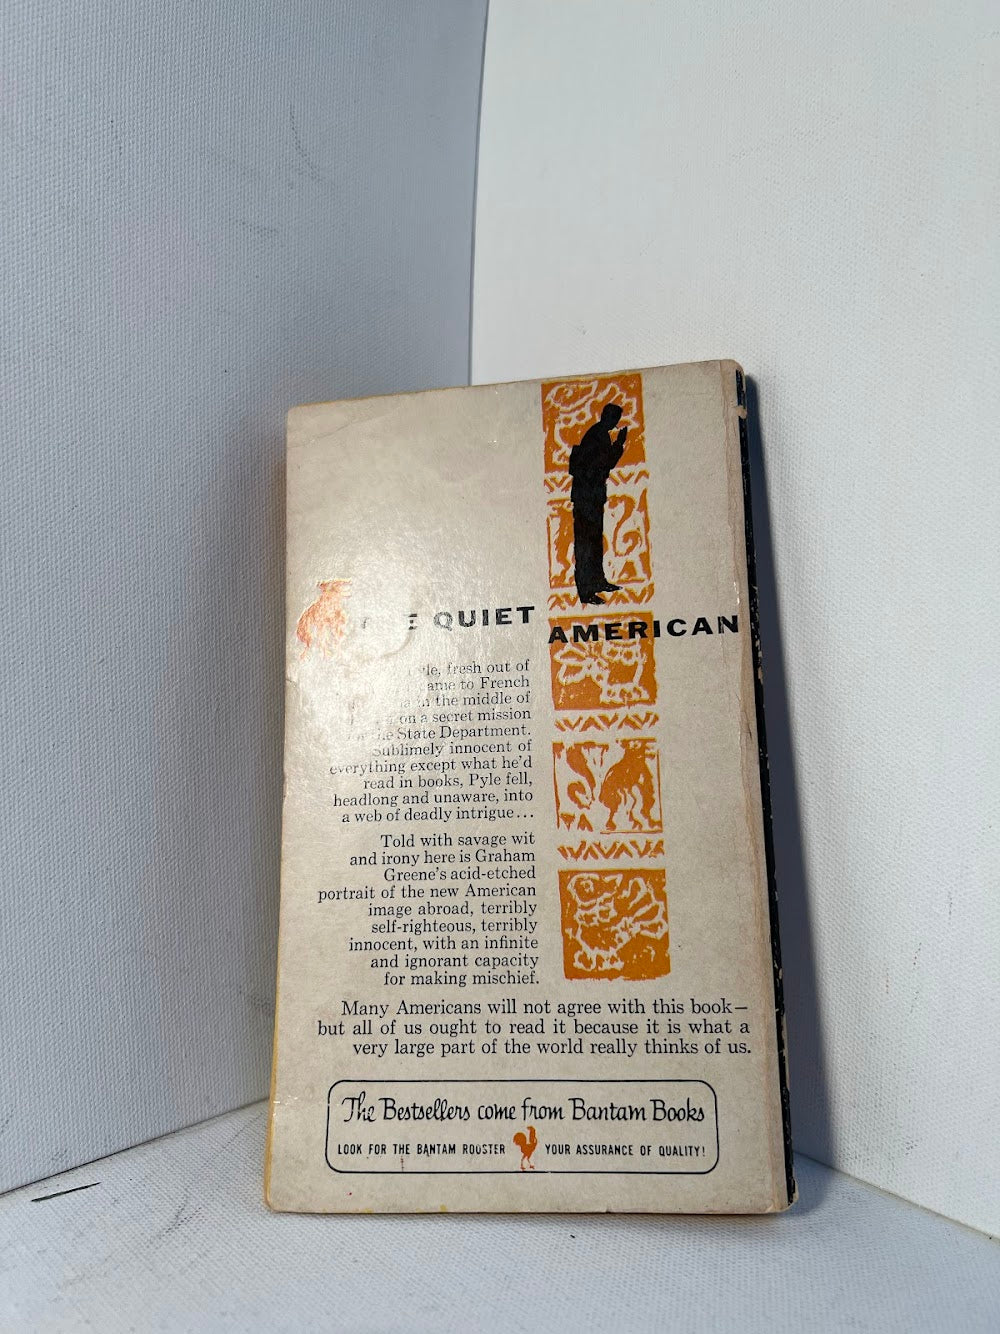 QUIET AMERICAN
fresh out of
to French
in the middle of
on a secret mission
the State Department.
Sublimely innocent of
everything except what he'd
read in books, Pyle fell,
headlong and unaware, into
a web of deadly intrigue...
Told with savage wit
and irony here is Graham
Greene's acid-etched
portrait of the new American
image abroad, terribly
self-righteous, terribly
innocent, with an infinite
and ignorant capacity
for making mischief.
Many Americans will not agree with this book—
but all of us ought to read it because it is what a
very large part of the world really thinks of us.
The Bestsellers come from Bantam Books
LOOK FOR THE BANTAM ROOSTER YOUR ASSURANCE OF QUALITY!